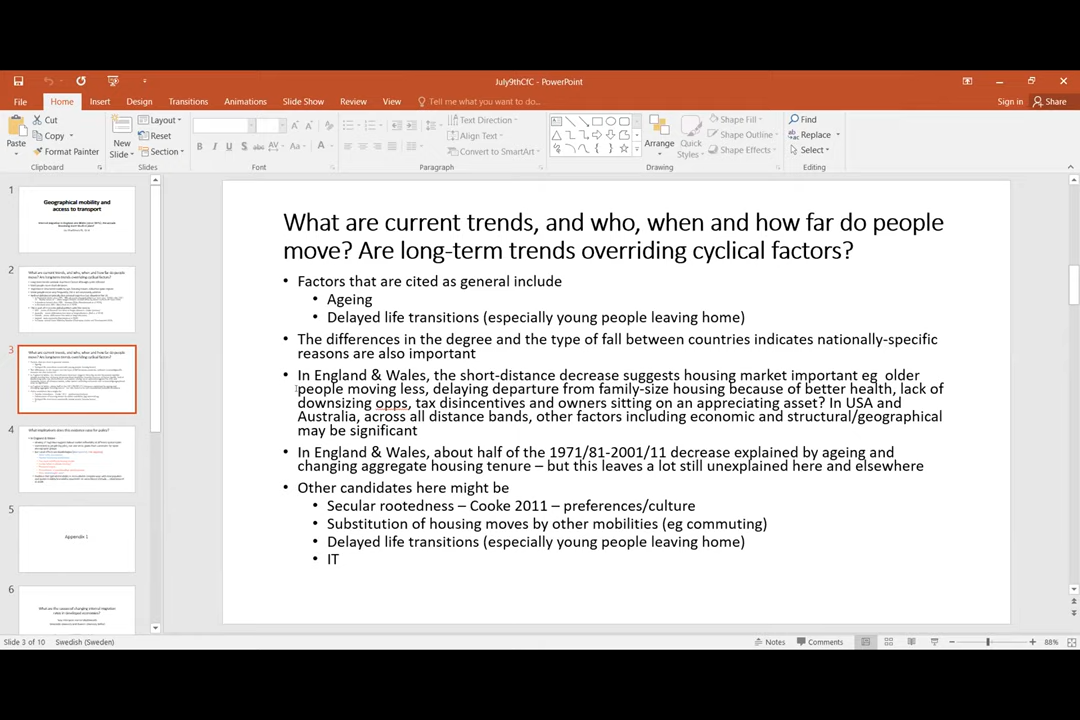 July9thCfC - PowerPoint
File Home Insert Design Transitions Animations Slide Show Review View Tell me what you want to do... Sign in Share
Paste Cut Copy Format Painter Clipboard
New Slide Layout Reset Section Slides
Font
Text Direction Align Text Convert to SmartArt Paragraph
Arrange Quick Styles Shape Fill Shape Outline Shape Effects Drawing
Find Replace Select Editing
1
Geographical mobility and
access to transport
2
3
4
5
Appendix 1
6
What are current trends, and who, when and how far do people
move? Are long-term trends overriding cyclical factors?
• Factors that are cited as general include
• Ageing
• Delayed life transitions (especially young people leaving home)
• The differences in the degree and the type of fall between countries indicates nationally-specific
reasons are also important
• In England & Wales, the short-distance decrease suggests housing market important eg older
people moving less, delaying departure from family-size housing because of better health, lack of
downsizing opps, tax disincentives and owners sitting on an appreciating asset? In USA and
Australia, across all distance bands, other factors including economic and structural/geographical
may be significant
• In England & Wales, about half of the 1971/81-2001/11 decrease explained by ageing and
changing aggregate housing tenure – but this leaves a lot still unexplained here and elsewhere
• Other candidates here might be
• Secular rootedness – Cooke 2011 – preferences/culture
• Substitution of housing moves by other mobilities (eg commuting)
• Delayed life transitions (especially young people leaving home)
• IT
Slide 3 of 10 Swedish (Sweden) Notes Comments 88%